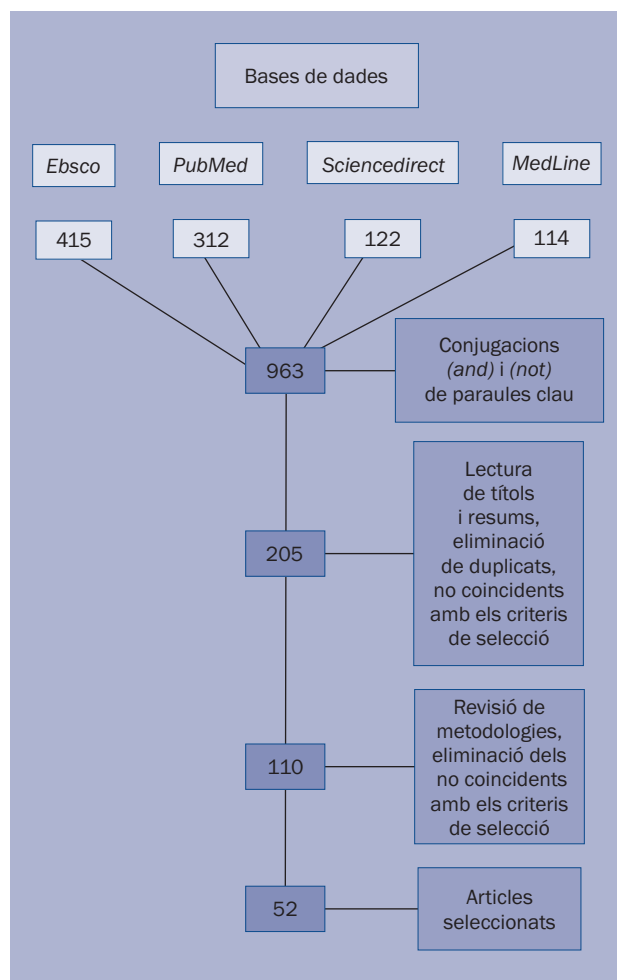 Bases de dades
Ebsco
PubMed
Sciencedirect
MedLine
415
312
122
114
963
Conjugacions
(and) i (not)
de paraules clau
205
Lectura
de títols
i resums,
eliminació
de duplicats,
no coincidents
amb els criteris
de selecció
110
Revisió de
metodologies,
eliminació dels
no coincidents
amb els criteris
de selecció
52
Articles
seleccionats